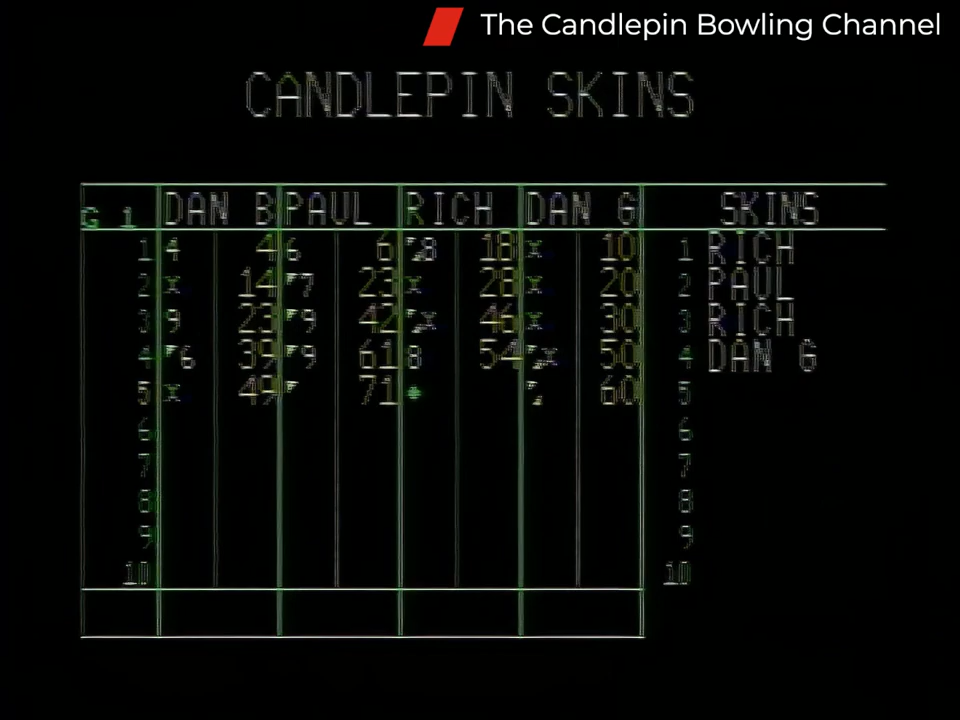 The Candlepin Bowling Channel
CANDLEPIN SKINS
G 1 DAN B PAUL RICH DAN G SKINS
1 4 4 6 6 8 18 x 10 1 RICH
2 x 14 7 23 x 28 x 20 2 PAUL
3 9 23 9 42 x 46 x 30 3 RICH
4 6 39 9 61 8 54 x 50 4 DAN G
5 x 49 71 * 60 5
6 6
7 7
8 8
9 9
10 10